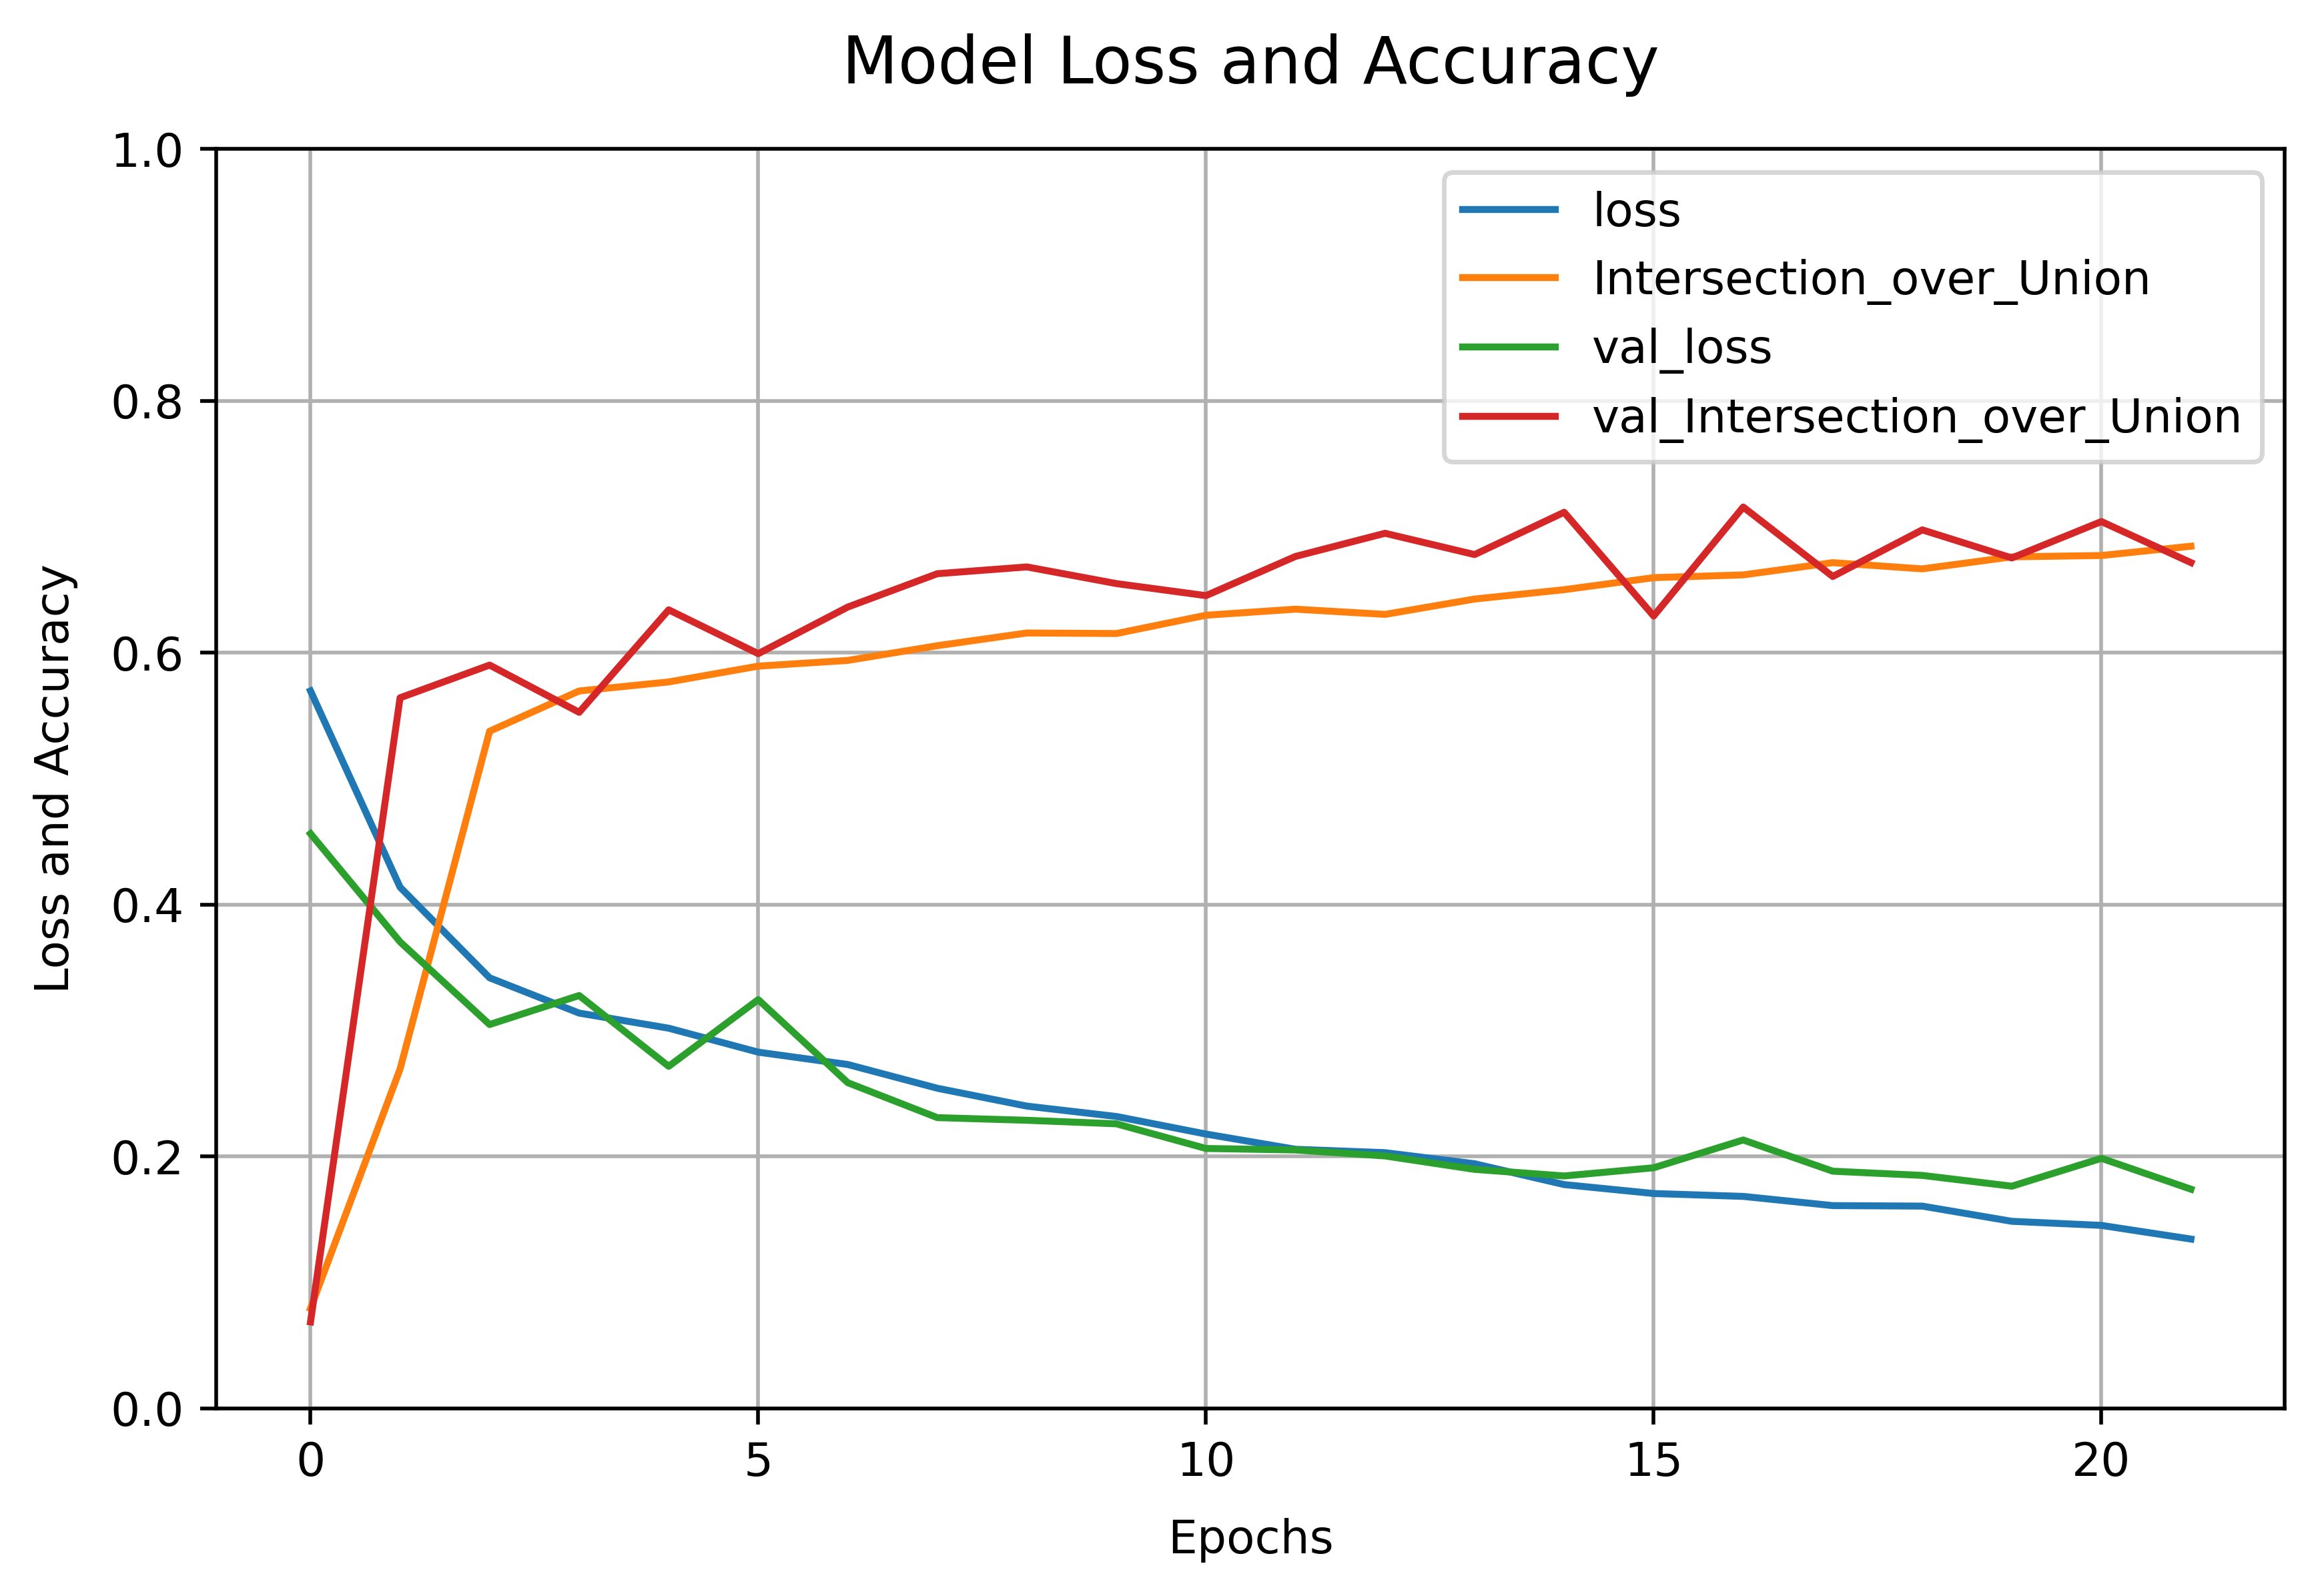 Model Loss and Accuracy
1.0
0.8
0.6
0.4
0.2
0.0
Loss and Accuracy
loss
Intersection_over_Union
val_loss
val_Intersection_over_Union
0 5 10 15 20
Epochs